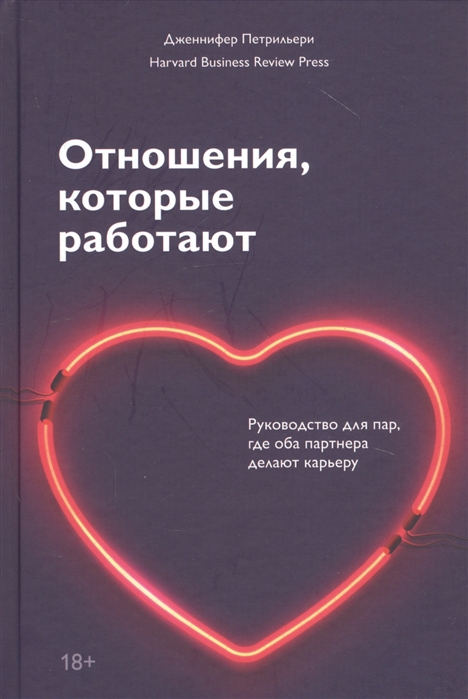 Дженнифер Петрильери
Harvard Business Review Press
Отношения,
которые
работают
Руководство для пар,
где оба партнера
делают карьеру
18+